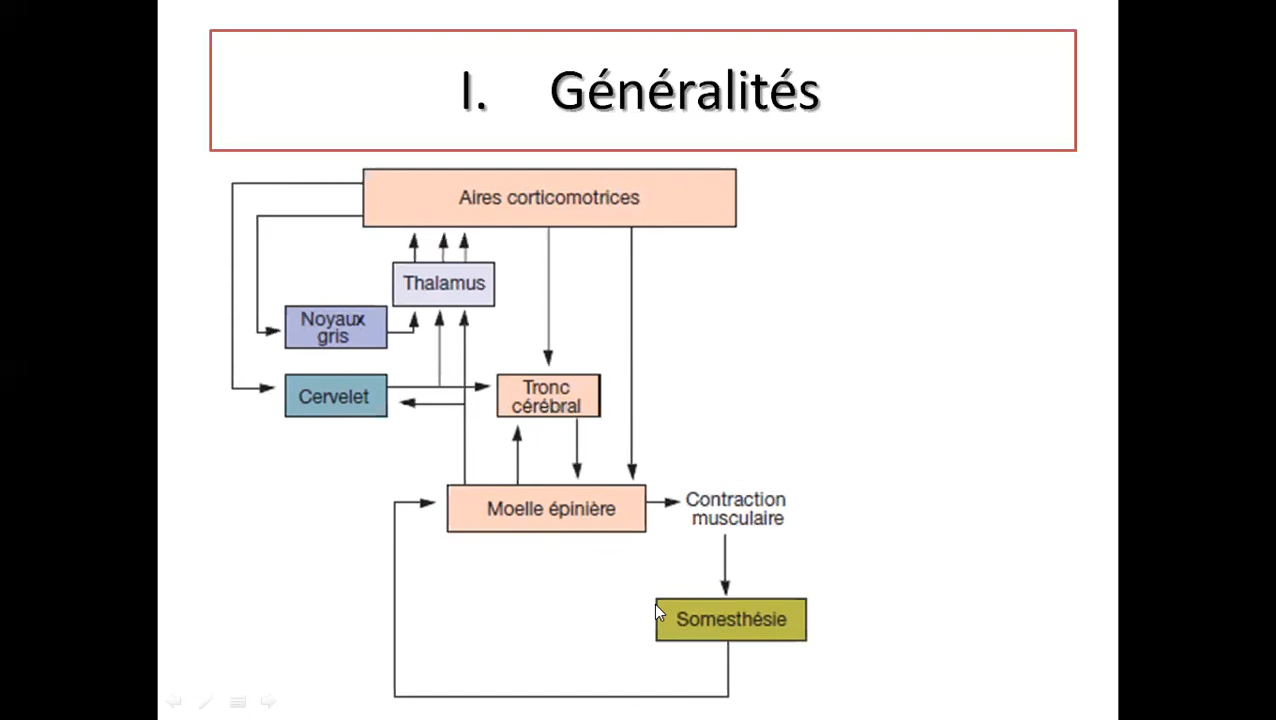 I. Généralités
Aires corticomotrices
Thalamus
Noyaux
gris
Cervelet
Tronc
cérébral
Moelle épinière
Contraction
musculaire
Somesthésie